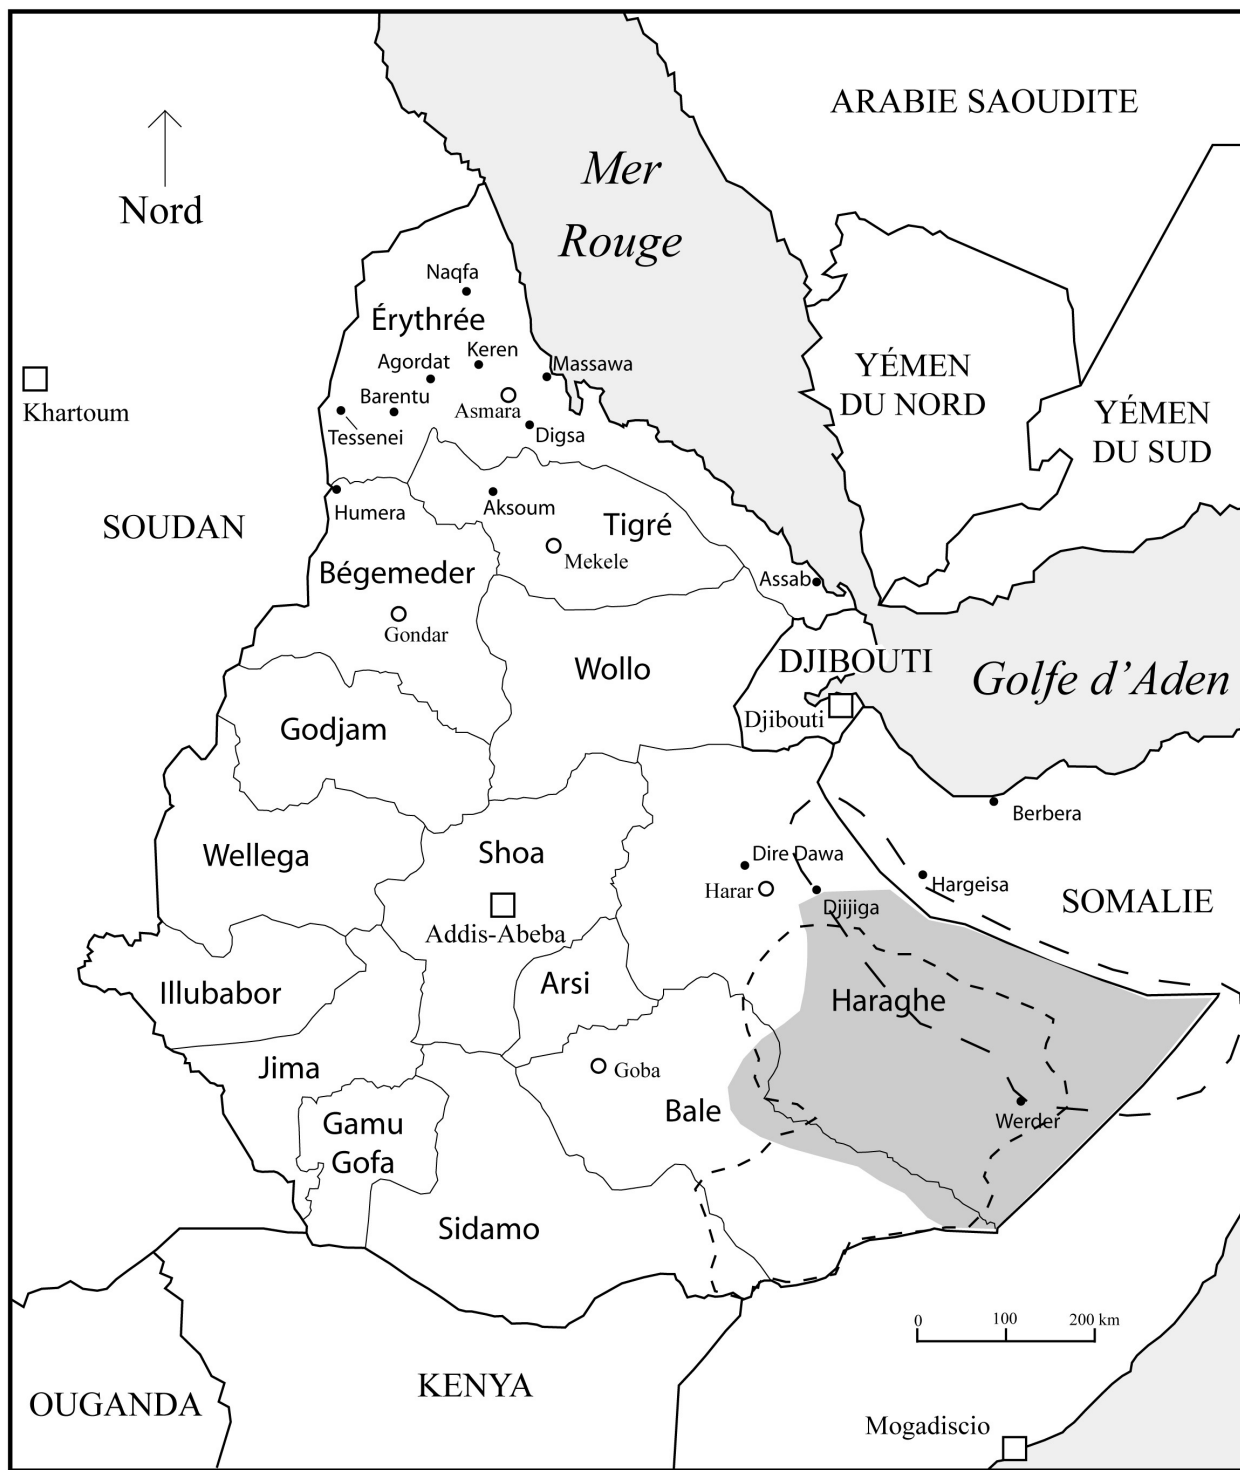 ARABIE SAOUDITE
Mer
Rouge
Nord
Naqfa
Érythrée
Keren
Agordat
Massawa
YÉMEN
DU NORD
Barentu
Asmara
Khartoum
YÉMEN
DU SUD
Tessenei
Digsa
Humera
Aksoum
SOUDAN
Tigré
Mekele
Bégemeder
Assab
Gondar
Wollo
DJIBOUTI
Golfe d’Aden
Djibouti
Godjam
Berbera
Wellega
Shoa
Dire Dawa
Harar
Hargeisa
Djijiga
SOMALIE
Addis-Abeba
Illubabor
Arsi
Haraghe
Jima
Goba
Bale
Werder
Gamu
Gofa
Sidamo
0
100
200 km
OUGANDA
KENYA
Mogadiscio